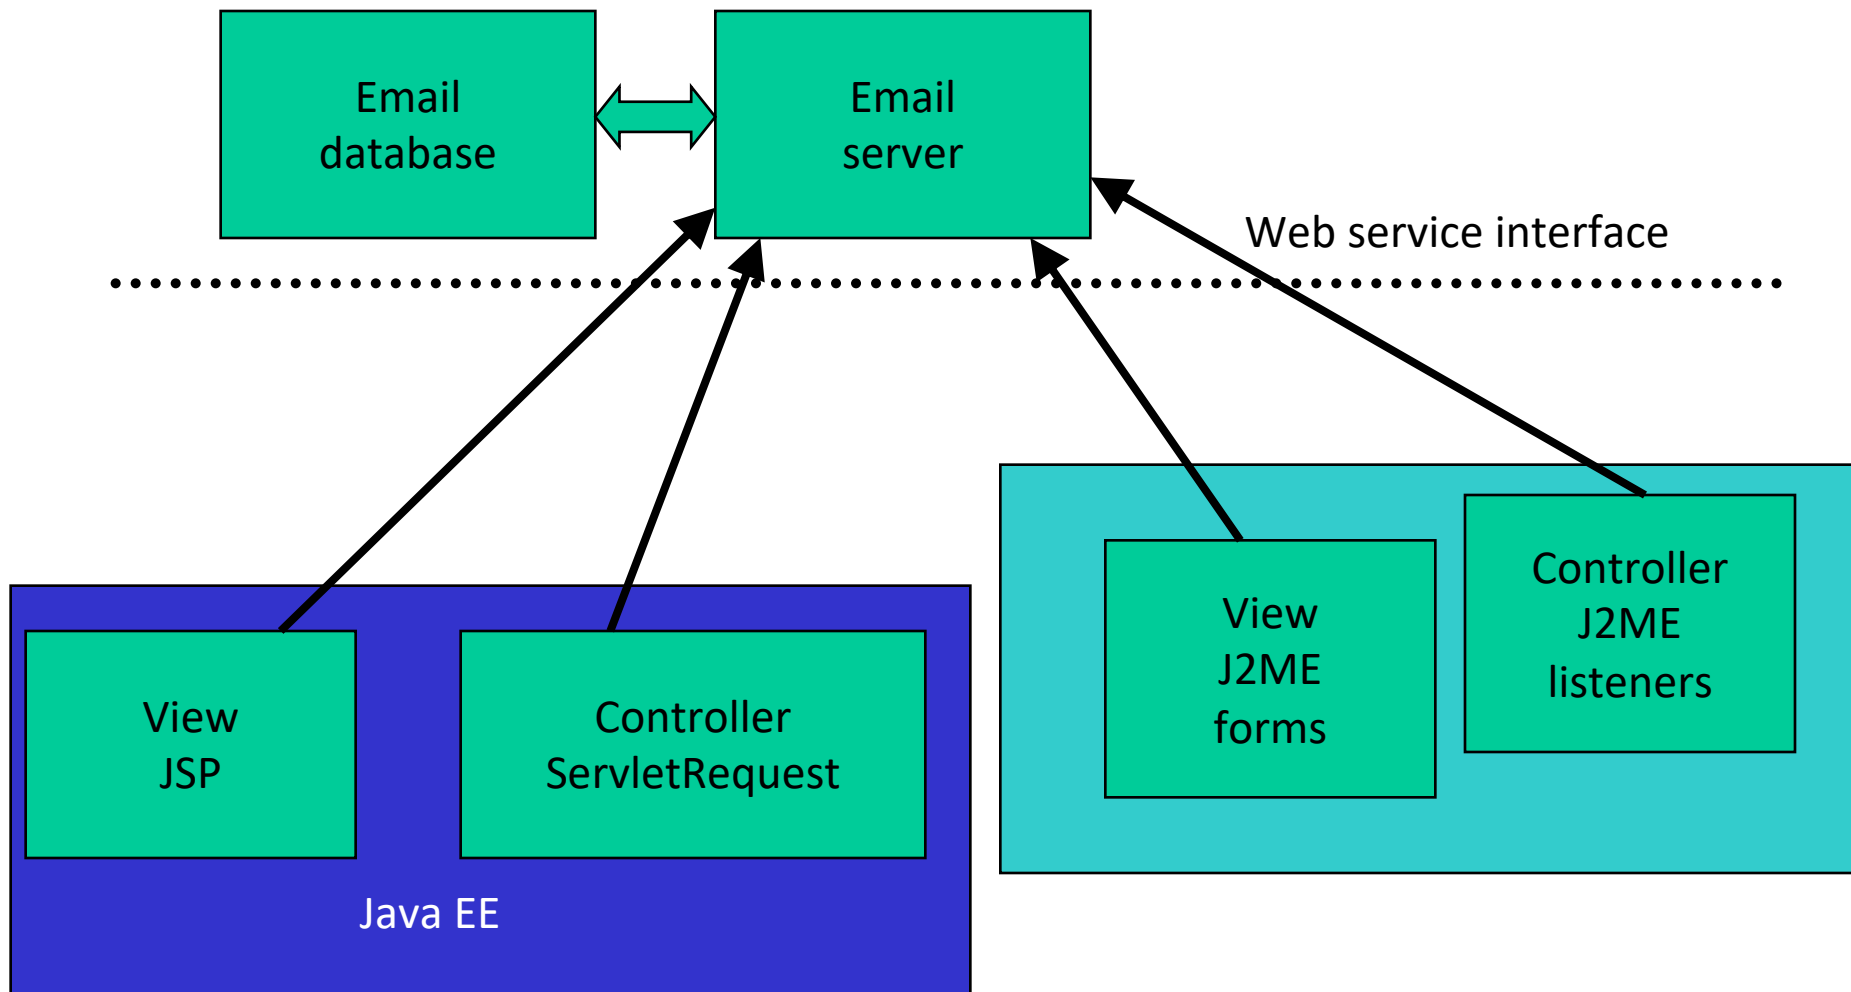 Email
database
Email
server
Web service interface
View
JSP
Controller
ServletRequest
Java EE
View
J2ME
forms
Controller
J2ME
listeners